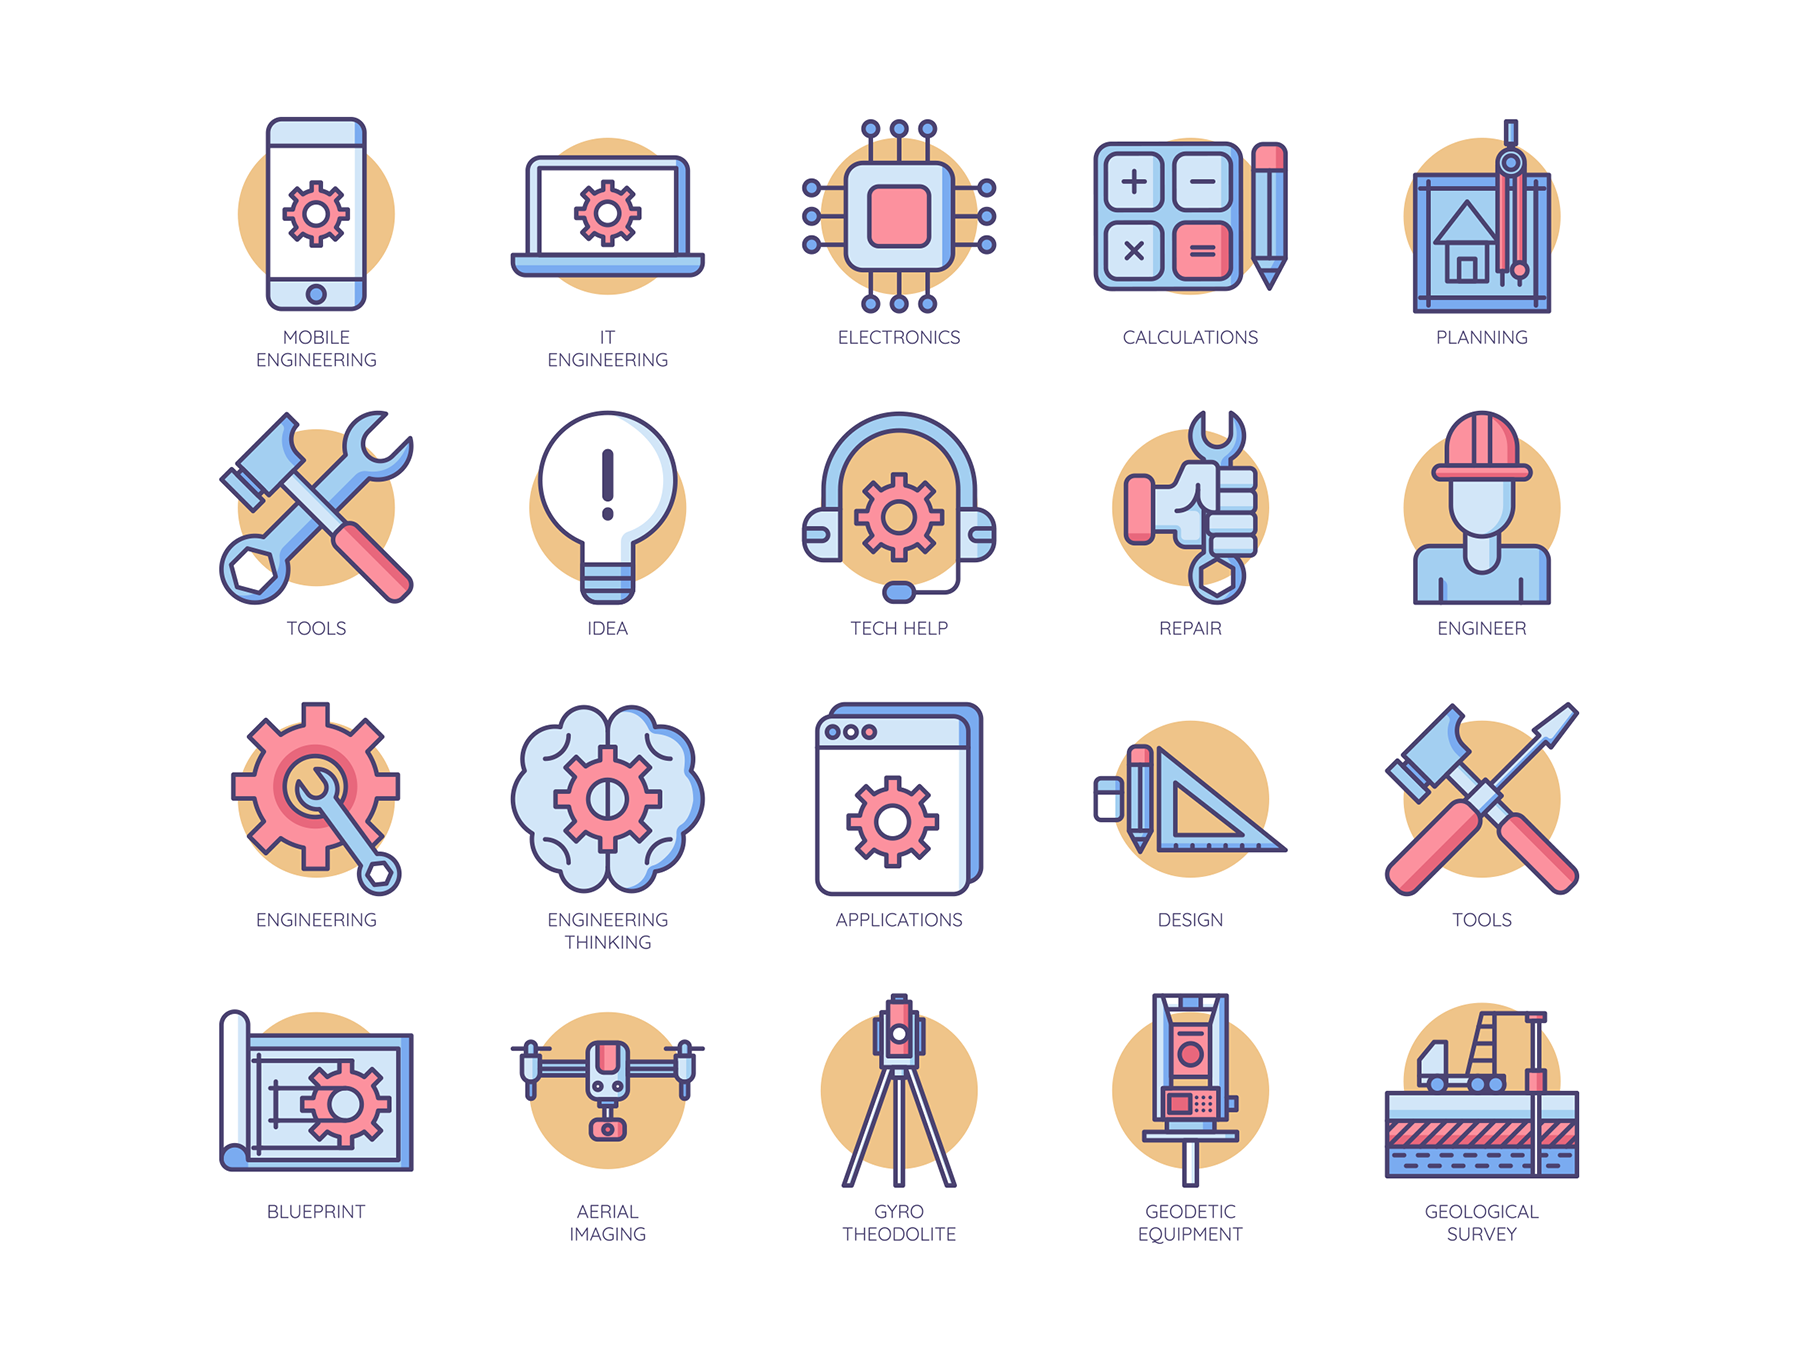 MOBILE
ENGINEERING
IT
ENGINEERING
ELECTRONICS
CALCULATIONS
PLANNING
TOOLS
IDEA
TECH HELP
REPAIR
ENGINEER
ENGINEERING
ENGINEERING
THINKING
APPLICATIONS
DESIGN
TOOLS
BLUEPRINT
AERIAL
IMAGING
GYRO
THEODOLITE
GEODETIC
EQUIPMENT
GEOLOGICAL
SURVEY